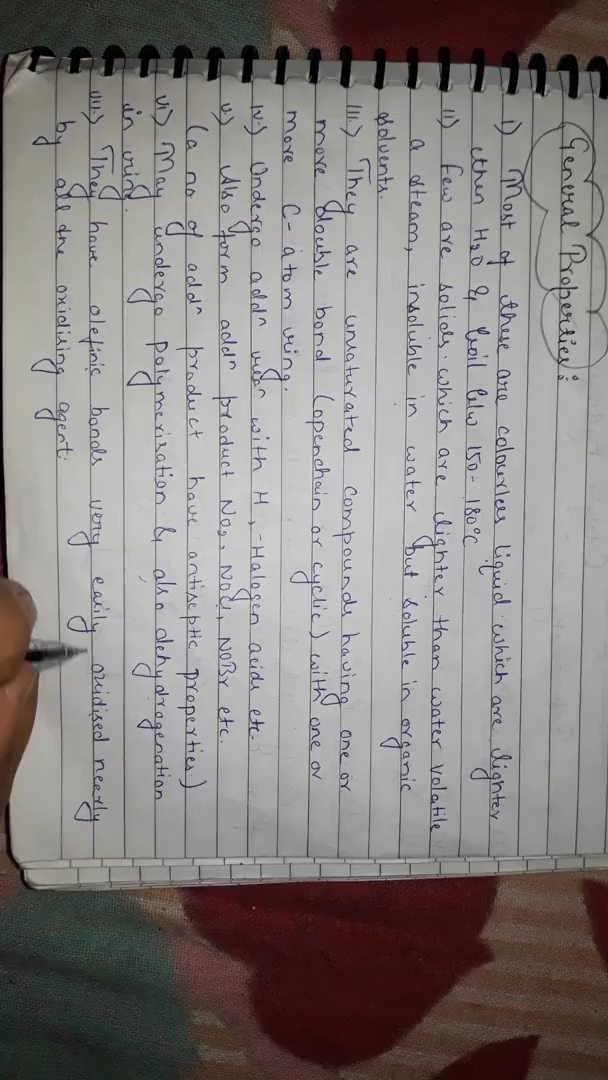 General Properties:
i) Most of these are colourless liquid which are lighter
then H2O & boil b/w 150-180°C
ii) few are solids which are lighter than water volatile
a steam, insoluble in water but soluble in organic
solvents.
iii.) They are unsaturated compounds having one or
more double bond (openchain or cyclic) with one or
more C-atom ring.
iv.) Undergo addn rean with H, -Halogen acids etc.
v) Also form addn product NO2, NOCl, NOBr etc.
(a no of addn product have antiseptic properties.)
vi) May undergo polymerization & also dehydrogenation
in ring.
vii.) They have olefinic bonds very easily oxidised neerly
by all the oxidising agent.